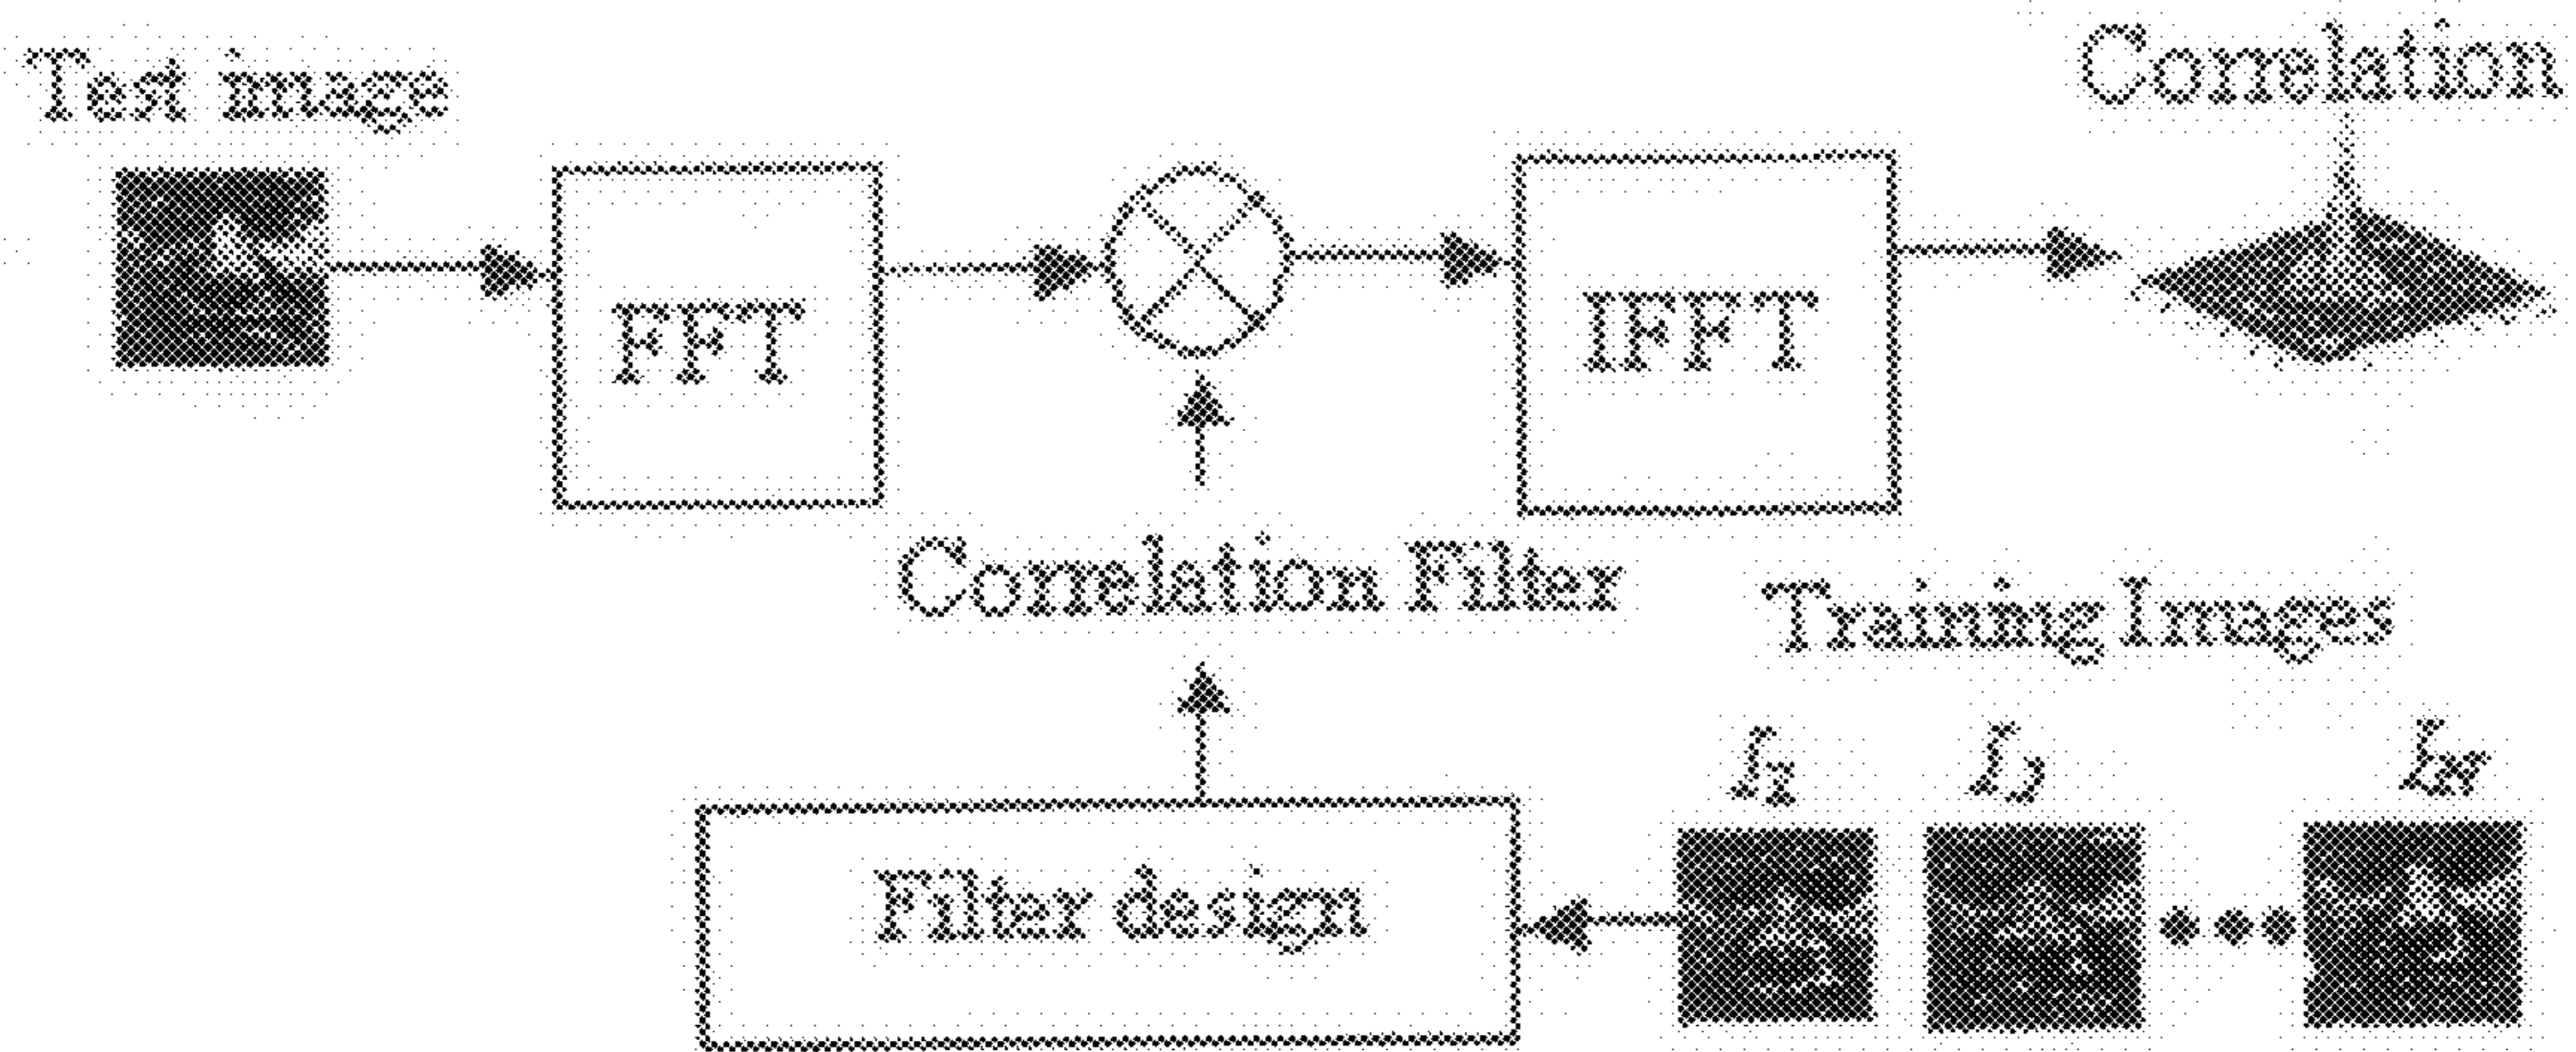 Test image
Correlation
FFT
IFFT
Correlation Filter
Training Images
Filter design